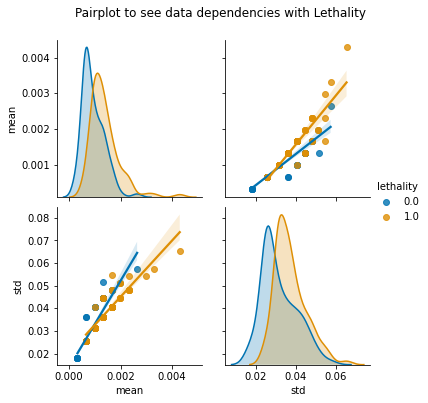 Pairplot to see data dependencies with Lethality
0.004
0.003
0.002
0.001
mean
lethality
0.0
1.0
0.08
0.07
0.06
0.05
0.04
0.03
0.02
std
0.000 0.002 0.004
mean
0.02 0.04 0.06
std